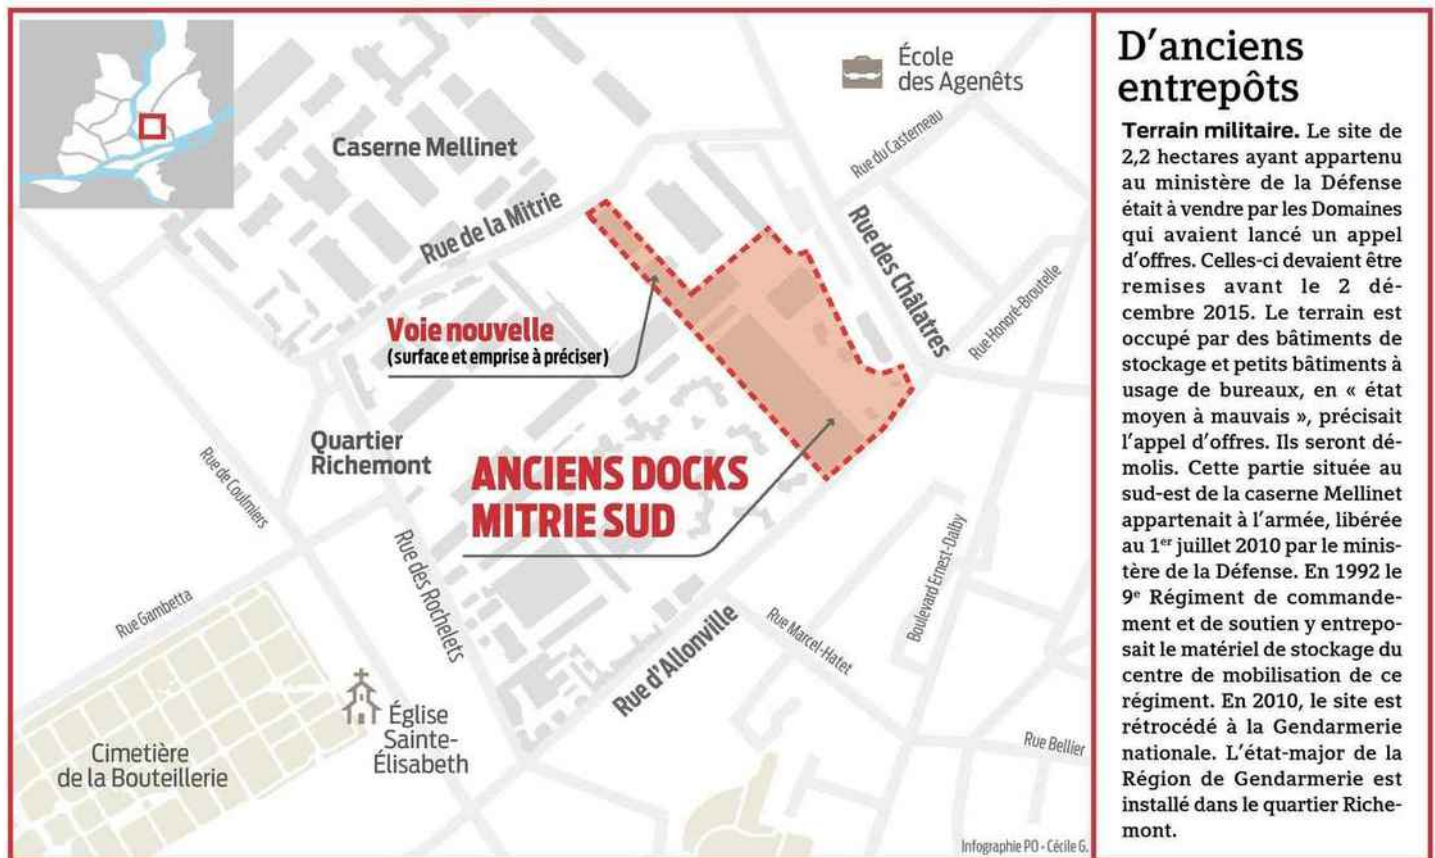 École
des Agenêts
Caserne Mellinet
Rue du Casterneau
Rue de la Mitrie
Rue des Châlatres
Rue Honoré-Broutelle
Voie nouvelle
(surface et emprise à préciser)
Quartier
Richemont
ANCIENS DOCKS
MITRIE SUD
Rue de Coulmiers
Rue des Rochelets
Rue Gambetta
Boulevard Ernest-Dalby
Rue Marcel-Hatet
Rue d'Allonville
Église
Sainte-
Élisabeth
Cimetière
de la Bouteillerie
Rue Bellier
Infographie PO - Cécile G.
D'anciens
entrepôts
Terrain militaire. Le site de
2,2 hectares ayant appartenu
au ministère de la Défense
était à vendre par les Domaines
qui avaient lancé un appel
d'offres. Celles-ci devaient être
remises avant le 2 dé-
cembre 2015. Le terrain est
occupé par des bâtiments de
stockage et petits bâtiments à
usage de bureaux, en « état
moyen à mauvais », précisait
l'appel d'offres. Ils seront dé-
molis. Cette partie située au
sud-est de la caserne Mellinet
appartenait à l'armée, libérée
au 1er juillet 2010 par le minis-
tère de la Défense. En 1992 le
9e Régiment de commande-
ment et de soutien y entrepo-
sait le matériel de stockage du
centre de mobilisation de ce
régiment. En 2010, le site est
rétrocédé à la Gendarmerie
nationale. L'état-major de la
Région de Gendarmerie est
installé dans le quartier Riche-
mont.